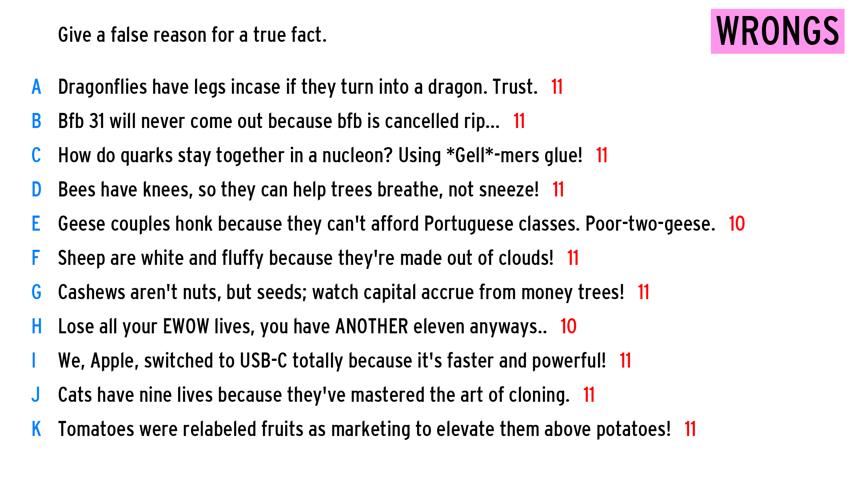 Give a false reason for a true fact.
WRONGS
A Dragonflies have legs incase if they turn into a dragon. Trust. 11
B Bfb 31 will never come out because bfb is cancelled rip... 11
C How do quarks stay together in a nucleon? Using *Gell*-mers glue! 11
D Bees have knees, so they can help trees breathe, not sneeze! 11
E Geese couples honk because they can't afford Portuguese classes. Poor-two-geese. 10
F Sheep are white and fluffy because they're made out of clouds! 11
G Cashews aren't nuts, but seeds; watch capital accrue from money trees! 11
H Lose all your EWOW lives, you have ANOTHER eleven anyways.. 10
I We, Apple, switched to USB-C totally because it's faster and powerful! 11
J Cats have nine lives because they've mastered the art of cloning. 11
K Tomatoes were relabeled fruits as marketing to elevate them above potatoes! 11